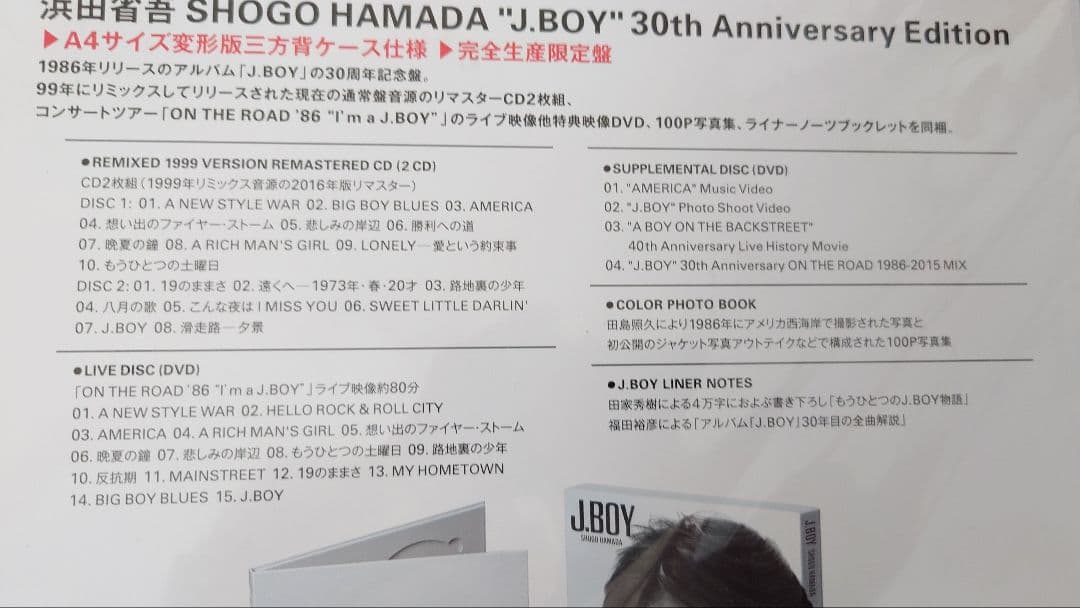 浜田省吾 SHOGO HAMADA "J.BOY" 30th Anniversary Edition
▶A4サイズ変形版三方背ケース仕様 ▶完全生産限定盤
1986年リリースのアルバム「J.BOY」の30周年記念盤。
99年にリミックスしてリリースされた現在の通常盤音源のリマスターCD2枚組、
コンサートツアー「ON THE ROAD '86 "I'm a J.BOY"」のライブ映像他特典映像DVD、100P写真集、ライナーノーツブックレットを同梱。
●REMIXED 1999 VERSION REMASTERED CD (2 CD)
CD2枚組(1999年リミックス音源の2016年版リマスター)
DISC 1: 01. A NEW STYLE WAR 02. BIG BOY BLUES 03. AMERICA
04. 想い出のファイヤー・ストーム 05. 悲しみの岸辺 06. 勝利への道
07. 晩夏の鐘 08. A RICH MAN'S GIRL 09. LONELY—愛という約束事
10. もうひとつの土曜日
DISC 2: 01. 19のままさ 02. 遠くへ—1973年・春・20才 03. 路地裏の少年
04. 八月の歌 05. こんな夜は I MISS YOU 06. SWEET LITTLE DARLIN'
07. J.BOY 08. 滑走路—夕景
●LIVE DISC (DVD)
「ON THE ROAD '86 "I'm a J.BOY"」ライブ映像約80分
01. A NEW STYLE WAR 02. HELLO ROCK & ROLL CITY
03. AMERICA 04. A RICH MAN'S GIRL 05. 想い出のファイヤー・ストーム
06. 晩夏の鐘 07. 悲しみの岸辺 08. もうひとつの土曜日 09. 路地裏の少年
10. 反抗期 11. MAINSTREET 12. 19のままさ 13. MY HOMETOWN
14. BIG BOY BLUES 15. J.BOY
●SUPPLEMENTAL DISC (DVD)
01. "AMERICA" Music Video
02. "J.BOY" Photo Shoot Video
03. "A BOY ON THE BACKSTREET"
40th Anniversary Live History Movie
04. "J.BOY" 30th Anniversary ON THE ROAD 1986-2015 MIX
●COLOR PHOTO BOOK
田島照久により1986年にアメリカ西海岸で撮影された写真と
初公開のジャケット写真アウトテイクなどで構成された100P写真集
●J.BOY LINER NOTES
田家秀樹による4万字におよぶ書き下ろし「もうひとつのJ.BOY物語」
福田裕彦による「アルバム「J.BOY」30年目の全曲解説」
J.BOY
SHOGO HAMADA
J.BOY SHOGO HAMADA